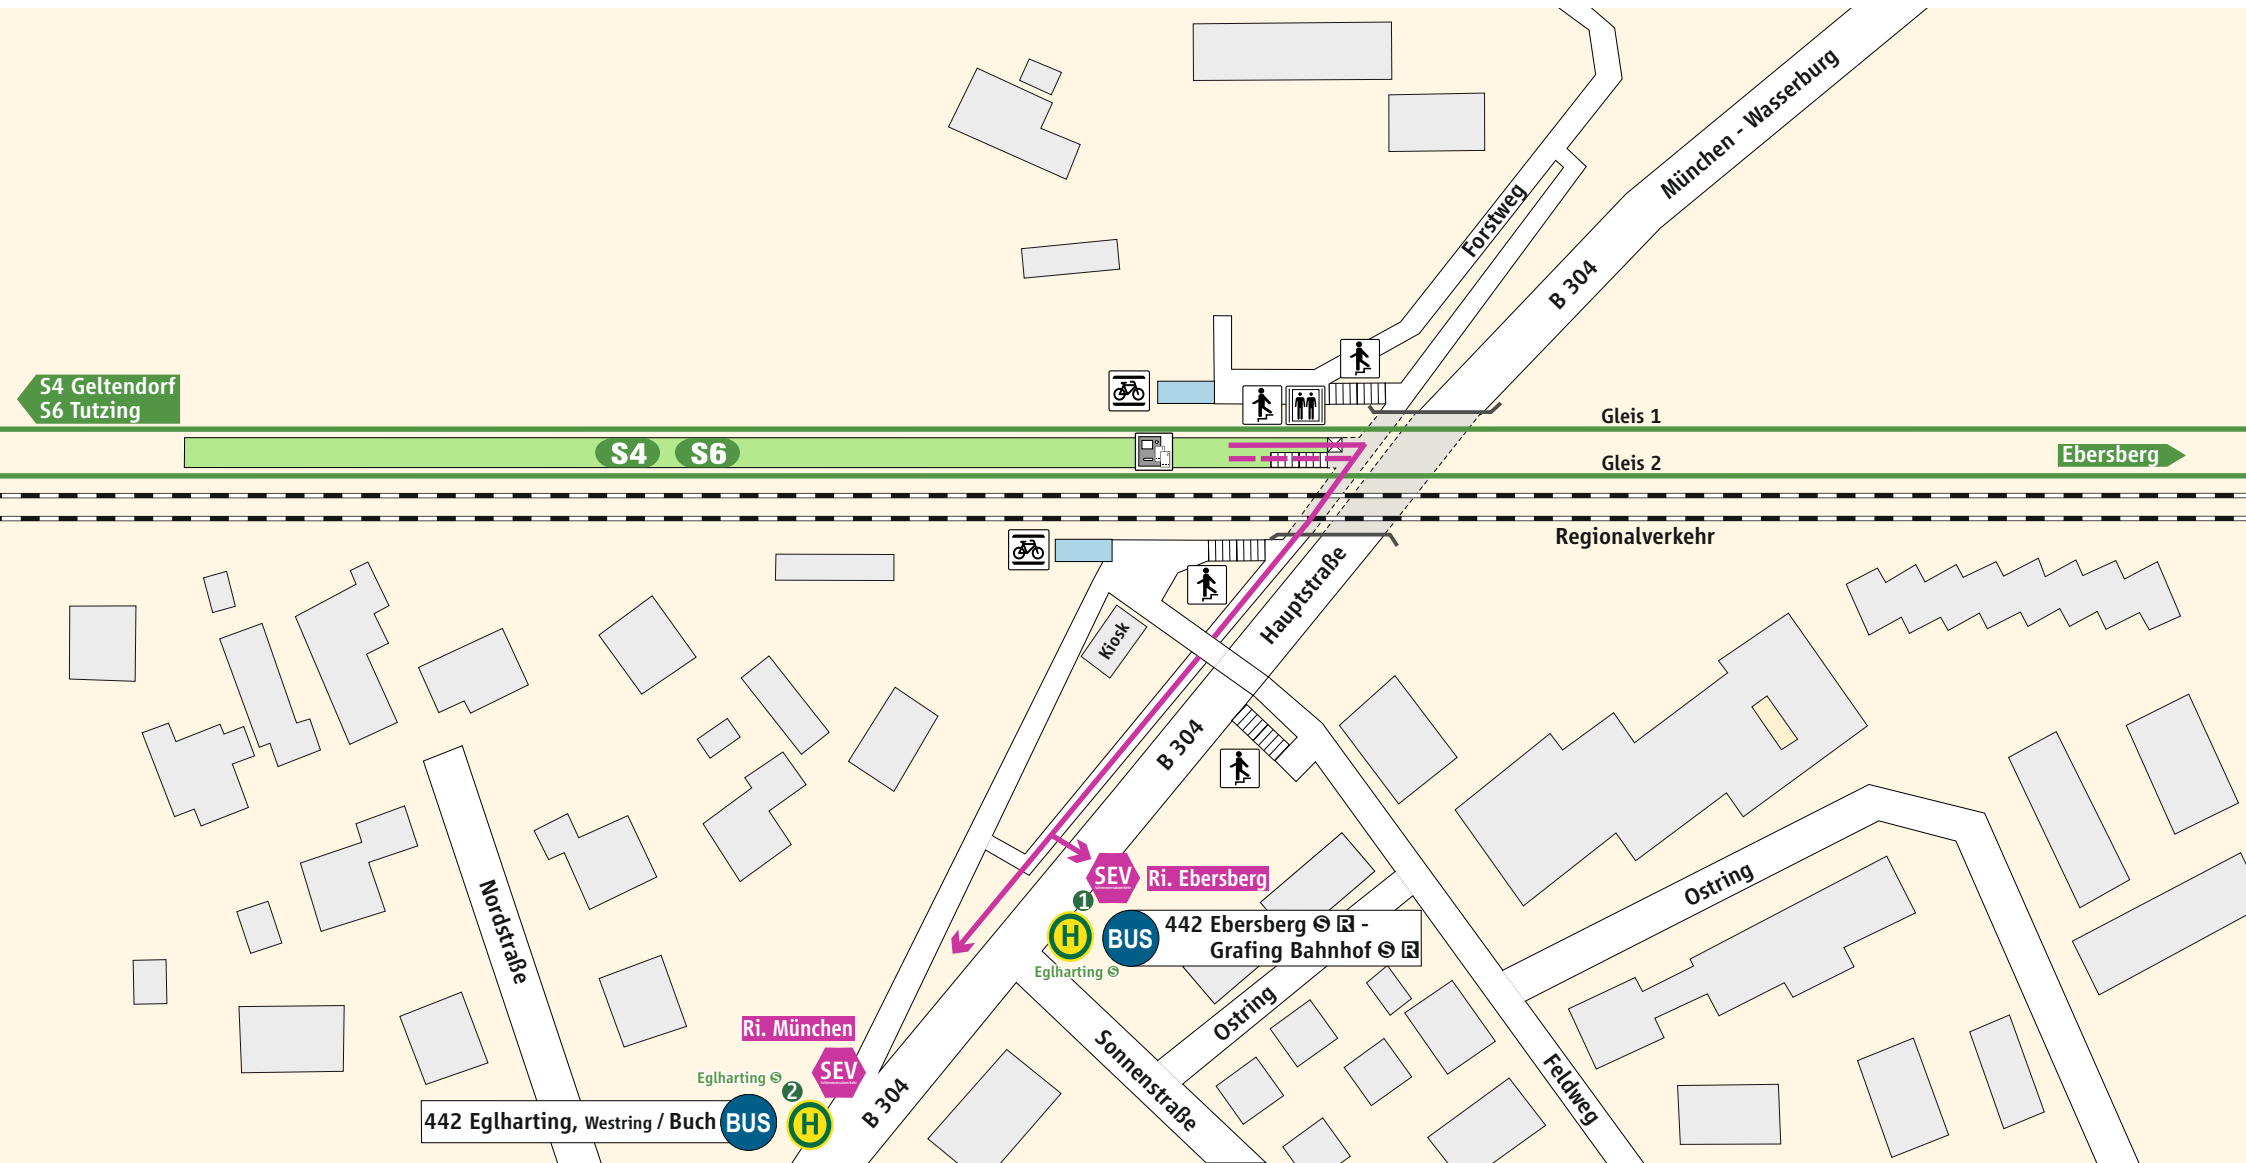 München - Wasserburg
Forstweg
B 304
S4 Geltendorf
S6 Tutzing
Gleis 1
S4
S6
Gleis 2
Ebersberg
Regionalverkehr
Hauptstraße
Kiosk
B 304
SEV
Ri. Ebersberg
1
H
BUS
442 Ebersberg S R -
Grafing Bahnhof S R
Eglharting S
Ostring
Nordstraße
Ostring
Sonnenstraße
Feldweg
Ri. München
SEV
Eglharting S
2
B 304
442 Eglharting, Westring / Buch
BUS
H